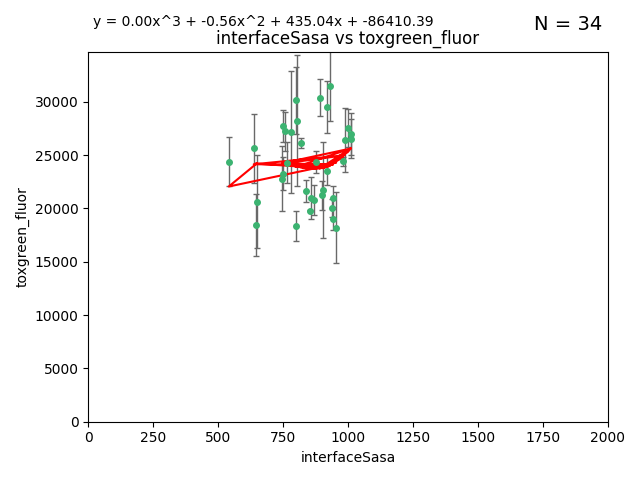 y = 0.00x^3 + -0.56x^2 + 435.04x + -86410.39
N = 34
interfaceSasa vs toxgreen_fluor
30000
25000
20000
15000
10000
5000
0
toxgreen_fluor
0 250 500 750 1000 1250 1500 1750 2000
interfaceSasa